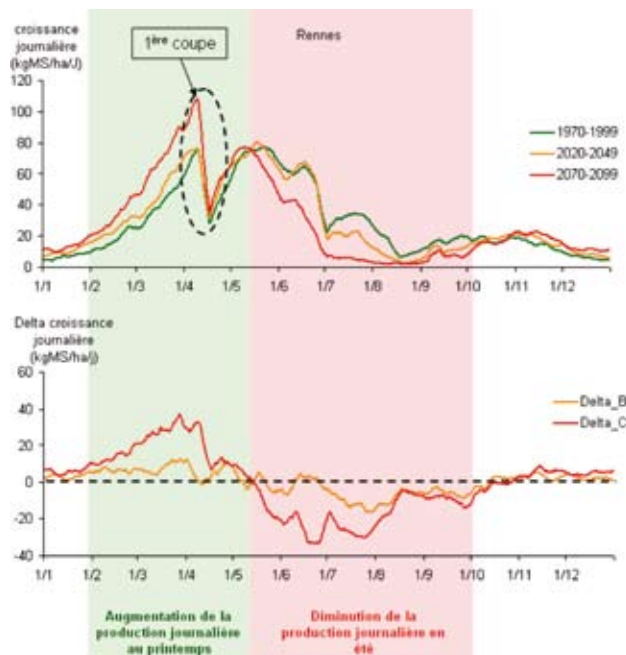 croissance
journalière
(kgMS/ha/J)
1ère coupe
Rennes
120
100
80
60
40
20
0
1970-1999
2020-2049
2070-2099
1/1 1/2 1/3 1/4 1/5 1/6 1/7 1/8 1/9 1/10 1/11 1/12
Delta croissance
journalière
(kgMS/ha/j)
60
40
20
0
-20
-40
Delta_B
Delta_C
1/1 1/2 1/3 1/4 1/5 1/6 1/7 1/8 1/9 1/10 1/11 1/12
Augmentation de la
production journalière
au printemps
Diminution de la
production journalière en
été